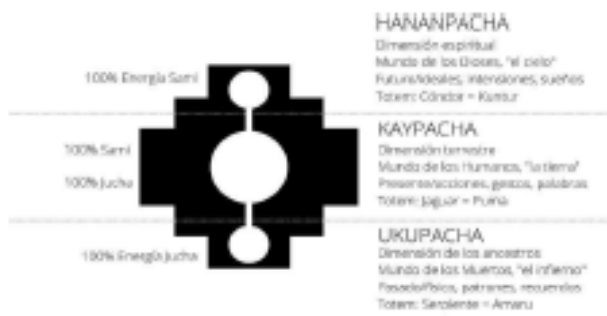 HANANPACHA
Dimensión espiritual
Mundo de los Dioses, "el cielo"
Futuro/ideales, intensiones, sueños
Totem: Cóndor = Kuntur
100% Energía Sami
KAYPACHA
Dimensión terrestre
Mundo de los Humanos, "la tierra"
Presente/acciones, gestos, palabras
Totem: Jaguar = Puma
100% Sami
100% Jucha
UKUPACHA
Dimensión de los ancestros
Mundo de los Muertos, "el infierno"
Pasado/físico, patrones, recuerdos
Totem: Serpiente = Amaru
100% Energía Jucha